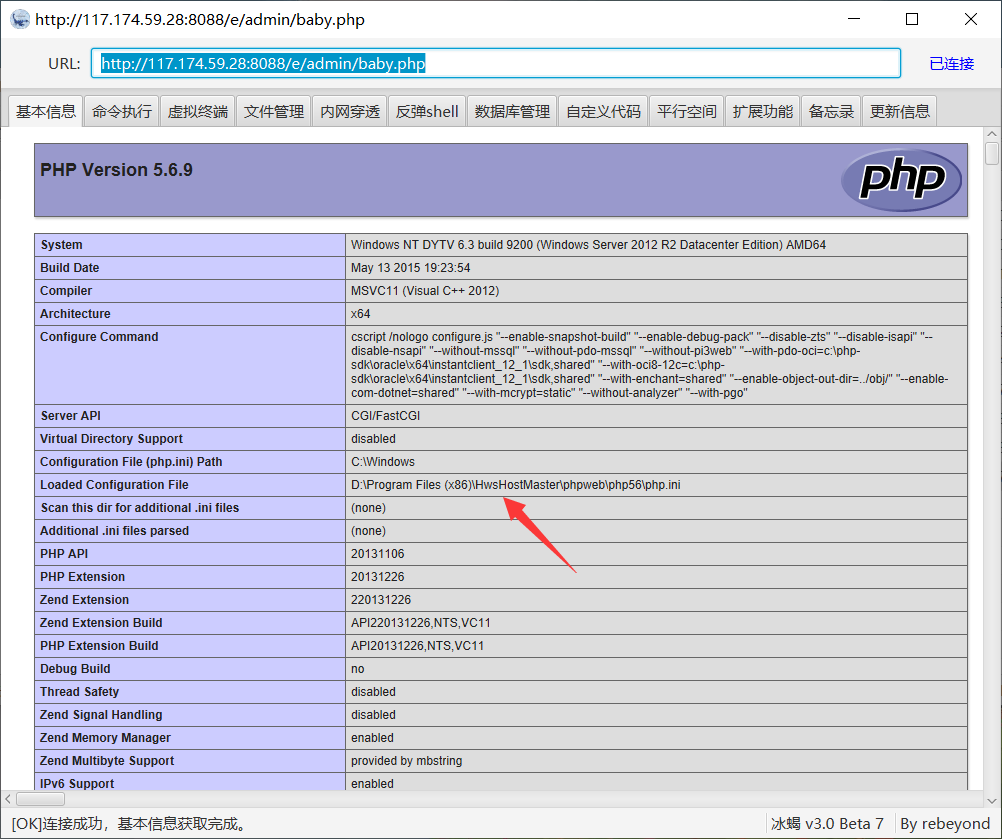 http://117.174.59.28:8088/e/admin/baby.php
URL: http://117.174.59.28:8088/e/admin/baby.php 已连接
基本信息 命令执行 虚拟终端 文件管理 内网穿透 反弹shell 数据库管理 自定义代码 平行空间 扩展功能 备忘录 更新信息
PHP Version 5.6.9
php
System Windows NT DYTV 6.3 build 9200 (Windows Server 2012 R2 Datacenter Edition) AMD64
Build Date May 13 2015 19:23:54
Compiler MSVC11 (Visual C++ 2012)
Architecture x64
Configure Command cscript /nologo configure.js "--enable-snapshot-build" "--enable-debug-pack" "--disable-zts" "--disable-isapi" "--
disable-nsapi" "--without-mssql" "--without-pdo-mssql" "--without-pi3web" "--with-pdo-oci=c:\php-
sdk\oracle\x64\instantclient_12_1\sdk,shared" "--with-oci8-12c=c:\php-
sdk\oracle\x64\instantclient_12_1\sdk,shared" "--with-enchant=shared" "--enable-object-out-dir=../obj/" "--enable-
com-dotnet=shared" "--with-mcrypt=static" "--without-analyzer" "--with-pgo"
Server API CGI/FastCGI
Virtual Directory Support disabled
Configuration File (php.ini) Path C:\Windows
Loaded Configuration File D:\Program Files (x86)\HwsHostMaster\phpweb\php56\php.ini
Scan this dir for additional .ini files (none)
Additional .ini files parsed (none)
PHP API 20131106
PHP Extension 20131226
Zend Extension 220131226
Zend Extension Build API220131226,NTS,VC11
PHP Extension Build API20131226,NTS,VC11
Debug Build no
Thread Safety disabled
Zend Signal Handling disabled
Zend Memory Manager enabled
Zend Multibyte Support provided by mbstring
IPv6 Support enabled
[OK]连接成功，基本信息获取完成。 冰蝎 v3.0 Beta 7 By rebeyond